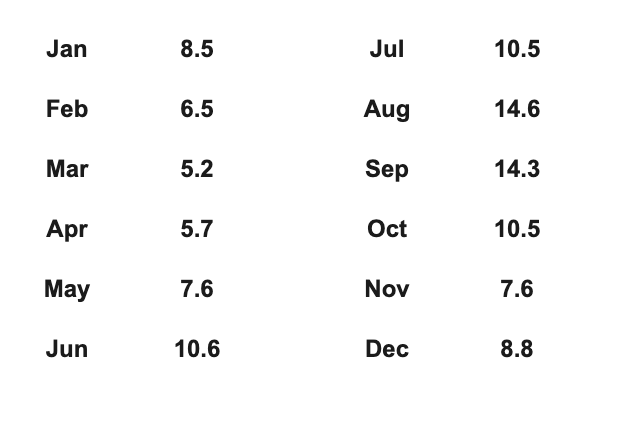 Jan 8.5 Jul 10.5
Feb 6.5 Aug 14.6
Mar 5.2 Sep 14.3
Apr 5.7 Oct 10.5
May 7.6 Nov 7.6
Jun 10.6 Dec 8.8